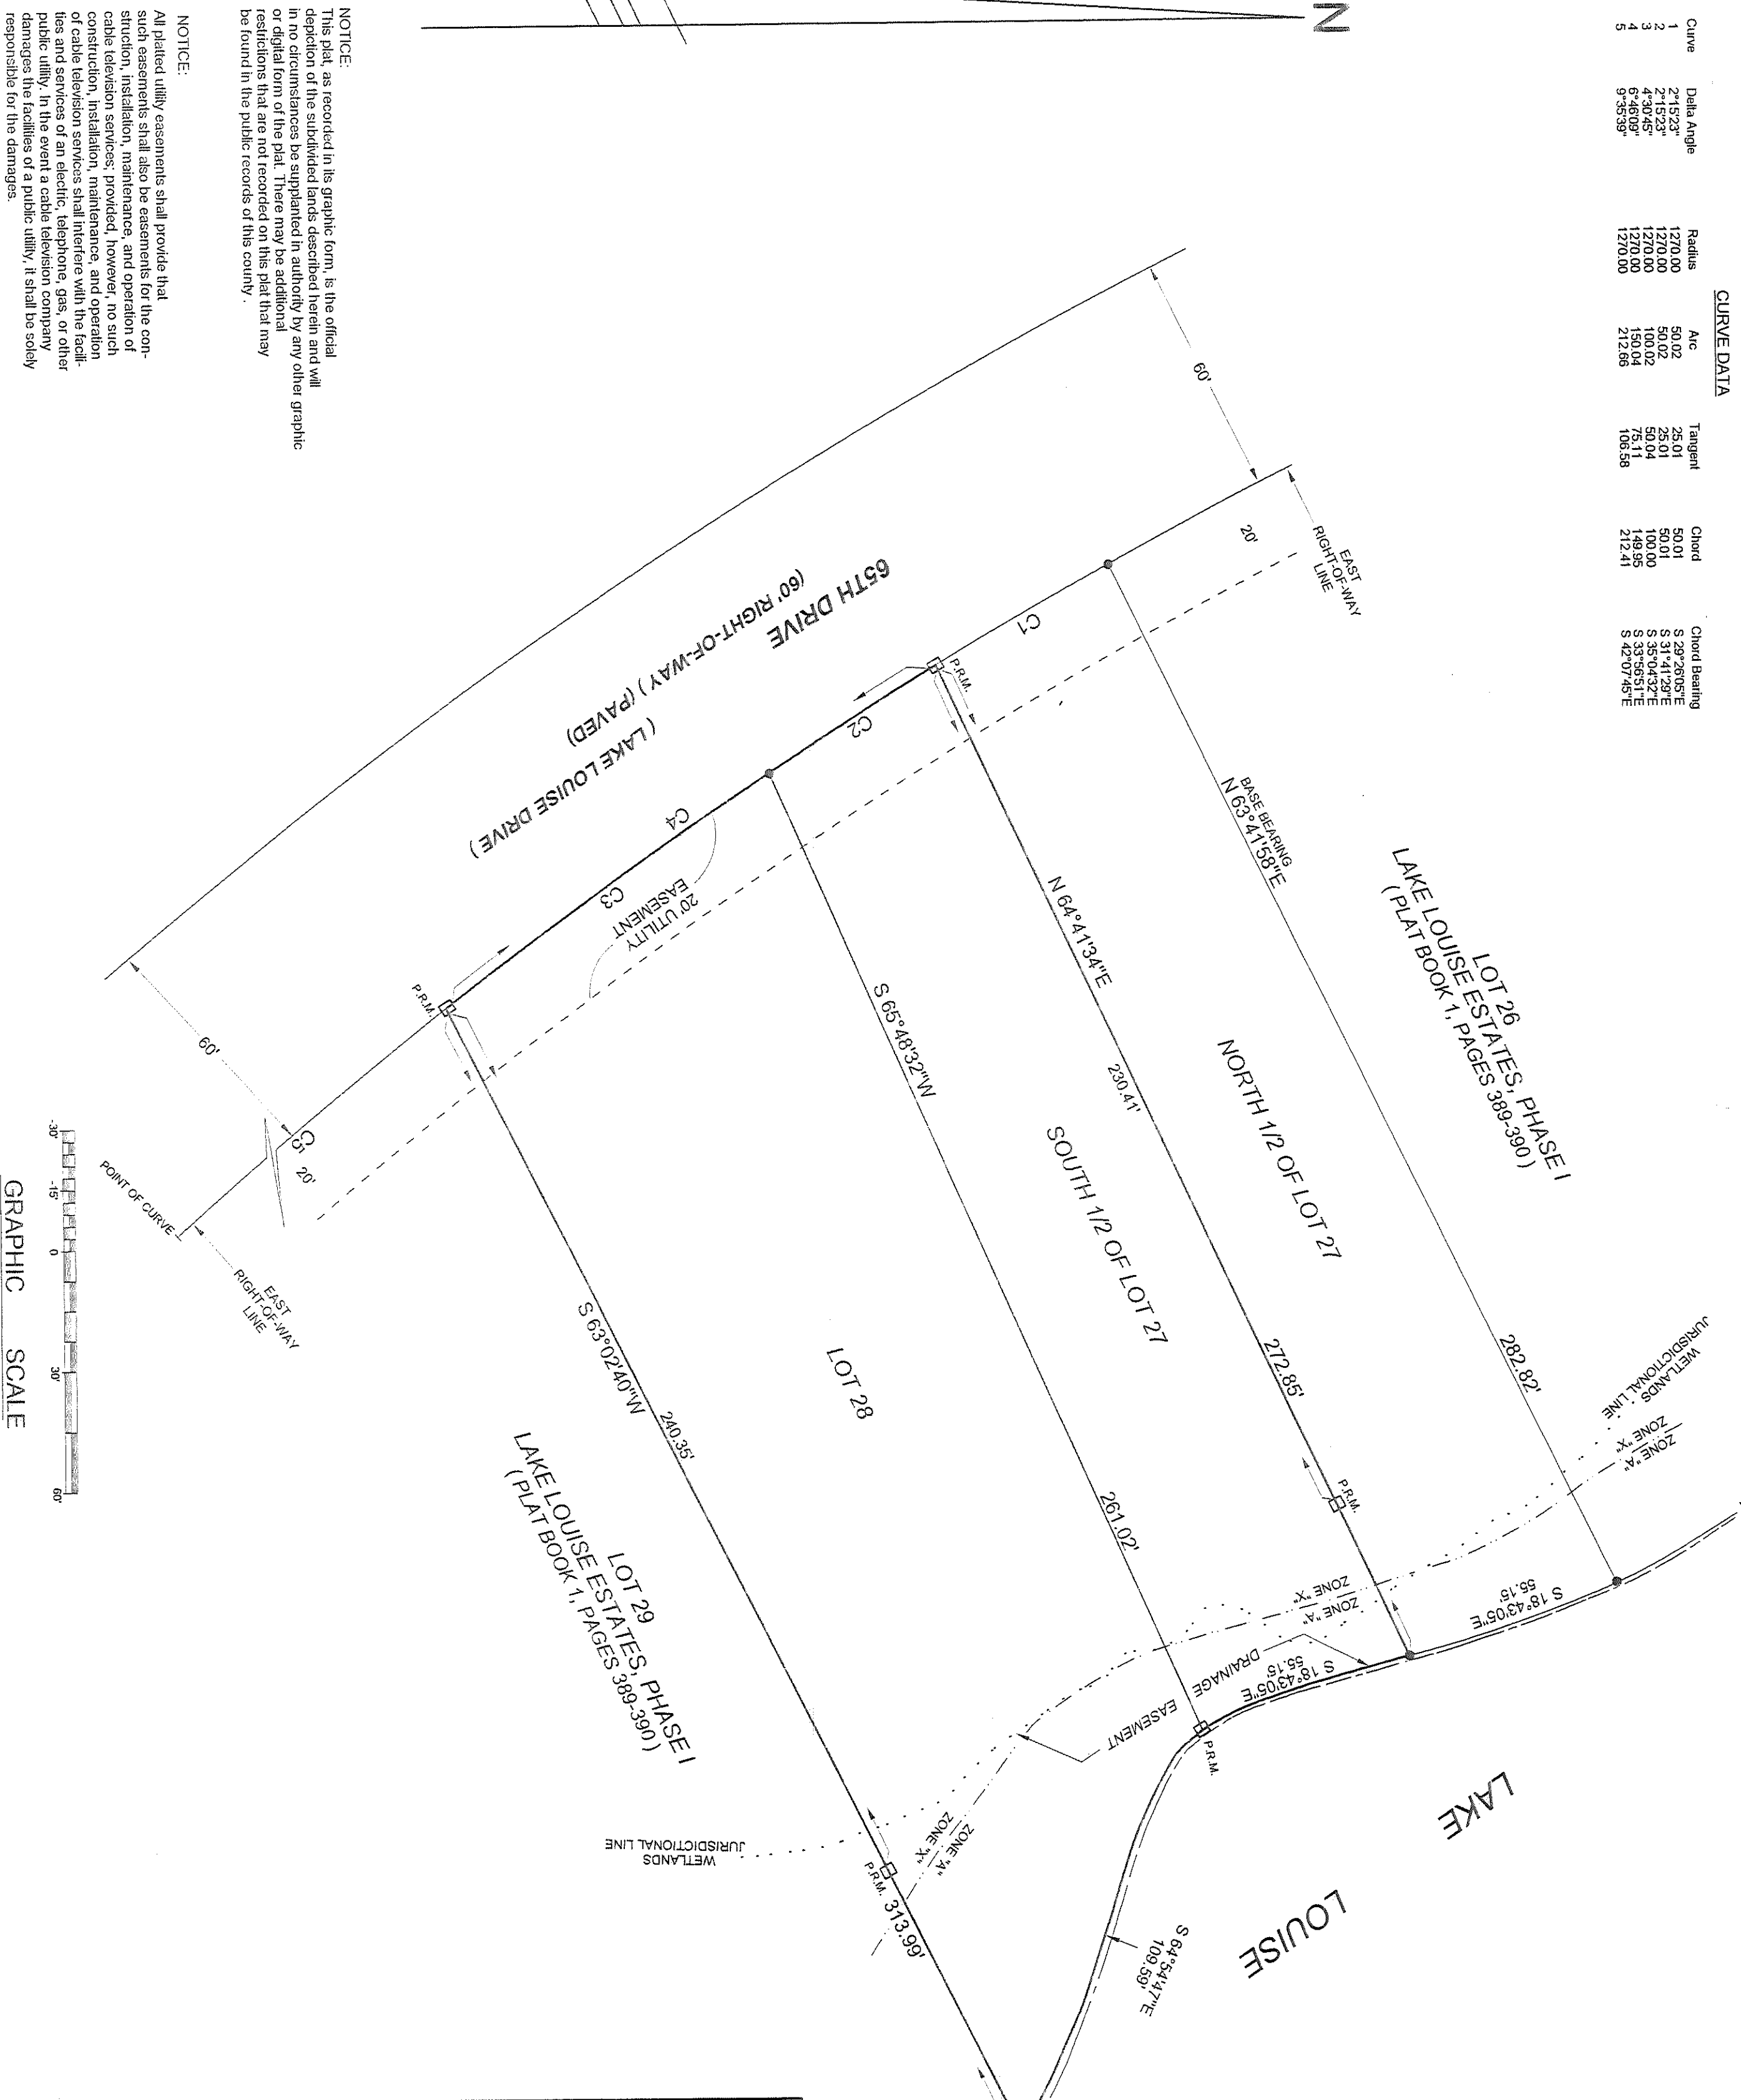 CURVE DATA
Curve Delta Angle Radius Arc Tangent Chord Chord Bearing
1 2°15'23" 1270.00 50.02 25.01 50.01 S 29°26'05"E
2 2°15'23" 1270.00 50.02 25.01 50.01 S 31°41'29"E
3 4°30'45" 1270.00 100.02 50.04 100.00 S 35°04'32"E
4 6°46'09" 1270.00 150.04 75.11 149.95 S 33°56'51"E
5 9°35'39" 1270.00 212.66 106.58 212.41 S 42°07'45"E
N
60'
EAST
RIGHT-OF-WAY
LINE
20'
LOT 26
LAKE LOUISE ESTATES, PHASE I
( PLAT BOOK 1, PAGES 389-390 )
BASE BEARING
N 63°41'58"E
282.82'
WETLANDS
JURISDICTIONAL LINE
ZONE "A"
ZONE "X"
C1
P.R.M.
NORTH 1/2 OF LOT 27
N 64°41'34"E
230.41'
272.85'
P.R.M.
S 18°43'05"E
55.15'
65TH DRIVE
(60' RIGHT-OF-WAY ) (PAVED)
( LAKE LOUISE DRIVE )
C2
SOUTH 1/2 OF LOT 27
ZONE "A"
ZONE "X"
S 18°43'05"E
55.15'
DRAINAGE
EASEMENT
S 65°48'32"W
261.02'
P.R.M.
C4
C3
20' UTILITY
EASEMENT
LOT 28
LAKE
LOUISE
S 64°54'47"E
109.59'
P.R.M.
S 63°02'40"W
240.35'
ZONE "A"
ZONE "X"
P.R.M.
313.99'
WETLANDS
JURISDICTIONAL LINE
LOT 29
LAKE LOUISE ESTATES, PHASE I
( PLAT BOOK 1, PAGES 389-390 )
60'
C5
20'
POINT OF CURVE
EAST
RIGHT-OF-WAY
LINE
NOTICE:
This plat, as recorded in its graphic form, is the official
depiction of the subdivided lands described herein and will
in no circumstances be supplanted in authority by any other graphic
or digital form of the plat. There may be additional
restrictions that are not recorded on this plat that may
be found in the public records of this county .
NOTICE:
All platted utility easements shall provide that
such easements shall also be easements for the con-
struction, installation, maintenance, and operation of
cable television services; provided, however, no such
construction, installation, maintenance, and operation
of cable television services shall interfere with the facili-
ties and services of an electric, telephone, gas, or other
public utility. In the event a cable television company
damages the facilities of a public utility, it shall be solely
responsible for the damages.
-30' -15' 0 30' 60'
GRAPHIC SCALE